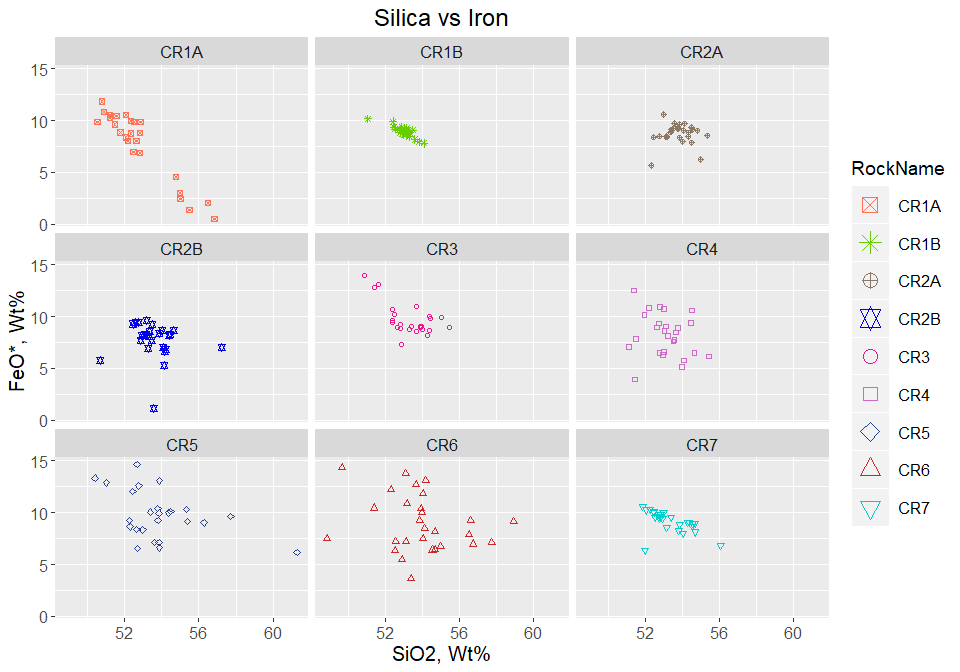 Silica vs Iron
CR1A CR1B CR2A
15
10
5
0
CR2B CR3 CR4
15
10
5
0
CR5 CR6 CR7
15
10
5
0
52 56 60 52 56 60 52 56 60
SiO2, Wt%
FeO*, Wt%
RockName
CR1A
CR1B
CR2A
CR2B
CR3
CR4
CR5
CR6
CR7